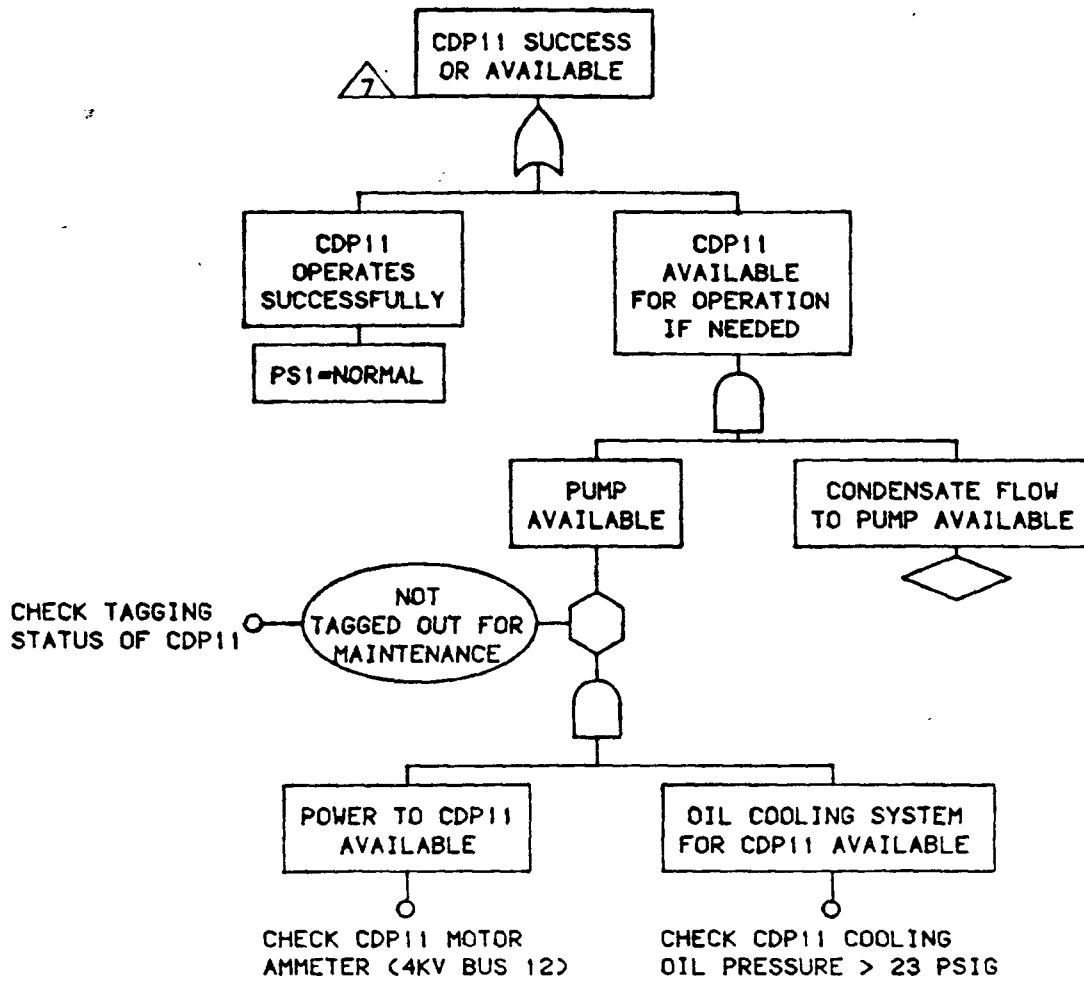 CDP11 SUCCESS
OR AVAILABLE
7
CDP11
OPERATES
SUCCESSFULLY
PS1=NORMAL
CDP11
AVAILABLE
FOR OPERATION
IF NEEDED
PUMP
AVAILABLE
CONDENSATE FLOW
TO PUMP AVAILABLE
CHECK TAGGING
STATUS OF CDP11
NOT
TAGGED OUT FOR
MAINTENANCE
POWER TO CDP11
AVAILABLE
OIL COOLING SYSTEM
FOR CDP11 AVAILABLE
CHECK CDP11 MOTOR
AMMETER (4KV BUS 12)
CHECK CDP11 COOLING
OIL PRESSURE > 23 PSIG